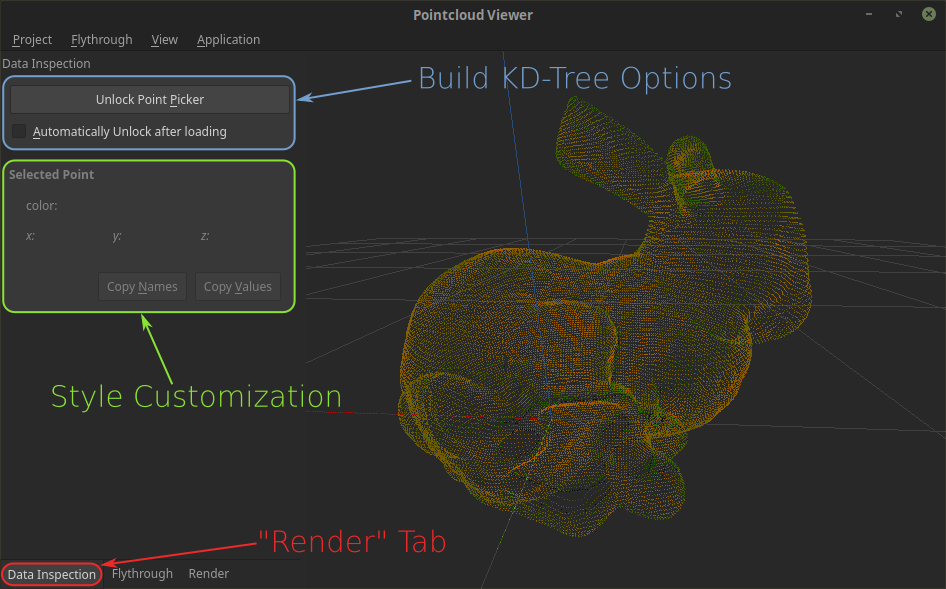 Pointcloud Viewer
Project Flythrough View Application
Data Inspection
Build KD-Tree Options
Unlock Point Picker
Automatically Unlock after loading
Selected Point
color:
x: y: z:
Copy Names Copy Values
Style Customization
"Render" Tab
Data Inspection Flythrough Render